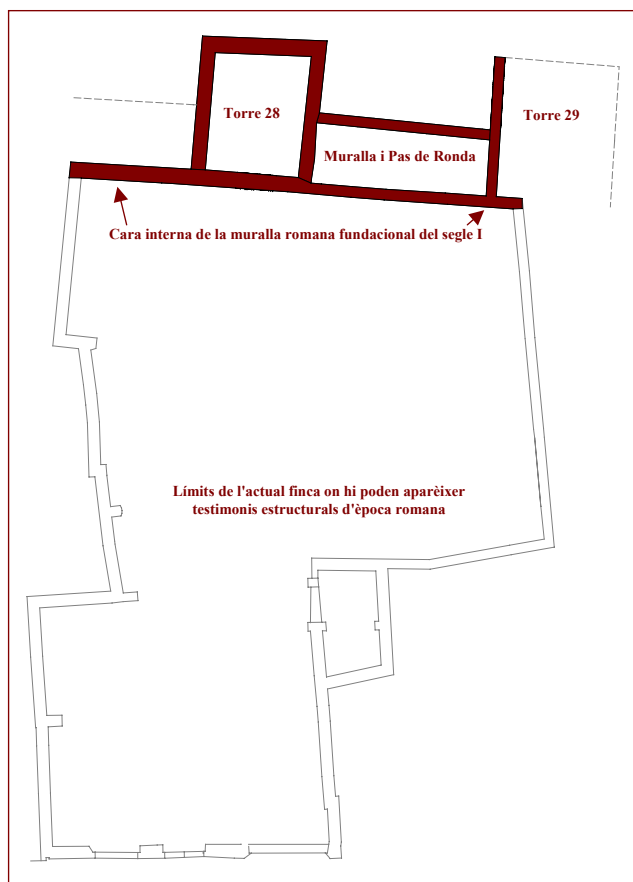 Torre 28
Torre 29
Muralla i Pas de Ronda
Cara interna de la muralla romana fundacional del segle I
Límits de l'actual finca on hi poden aparèixer
testimonis estructurals d'època romana